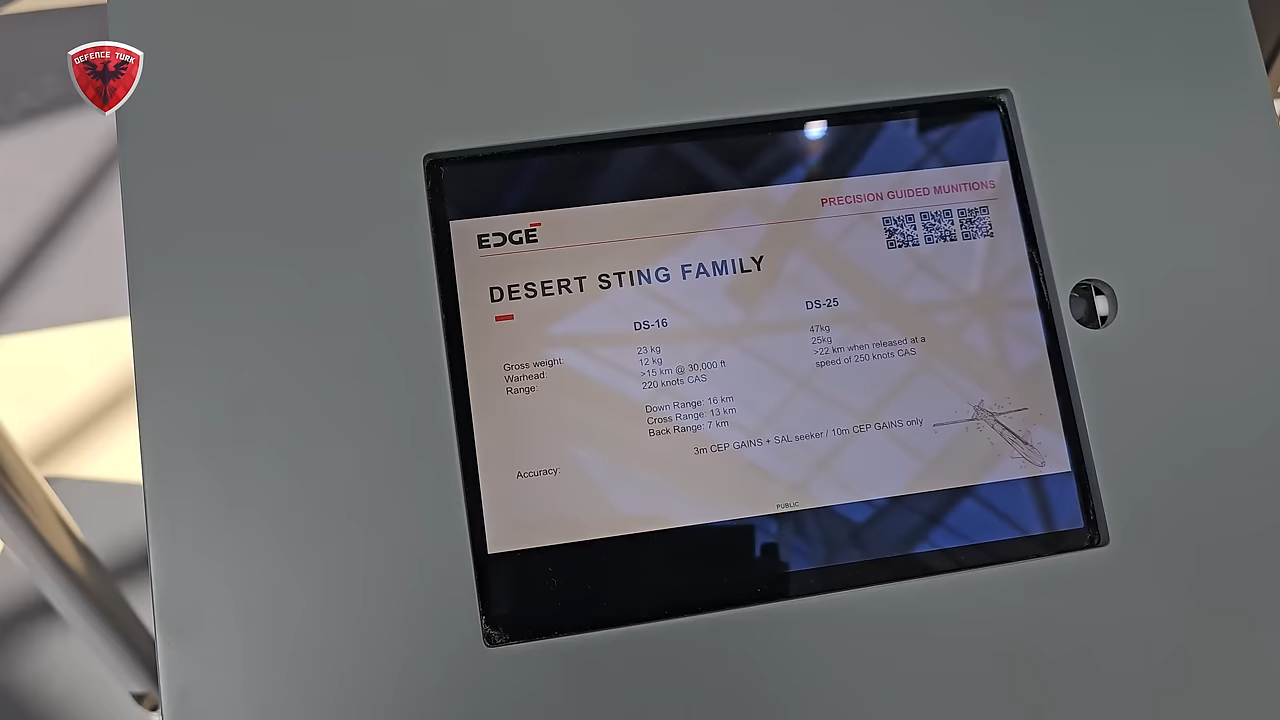 DEFENCE TURK
PRECISION GUIDED MUNITIONS
EDGE
DESERT STING FAMILY
DS-16 DS-25
Gross weight: 23 kg 47kg
Warhead: 12 kg 25kg
Range: >15 km @ 30,000 ft >22 km when released at a
220 knots CAS speed of 250 knots CAS
Down Range: 16 km
Cross Range: 13 km
Back Range: 7 km
Accuracy: 3m CEP GAINS + SAL seeker / 10m CEP GAINS only
PUBLIC